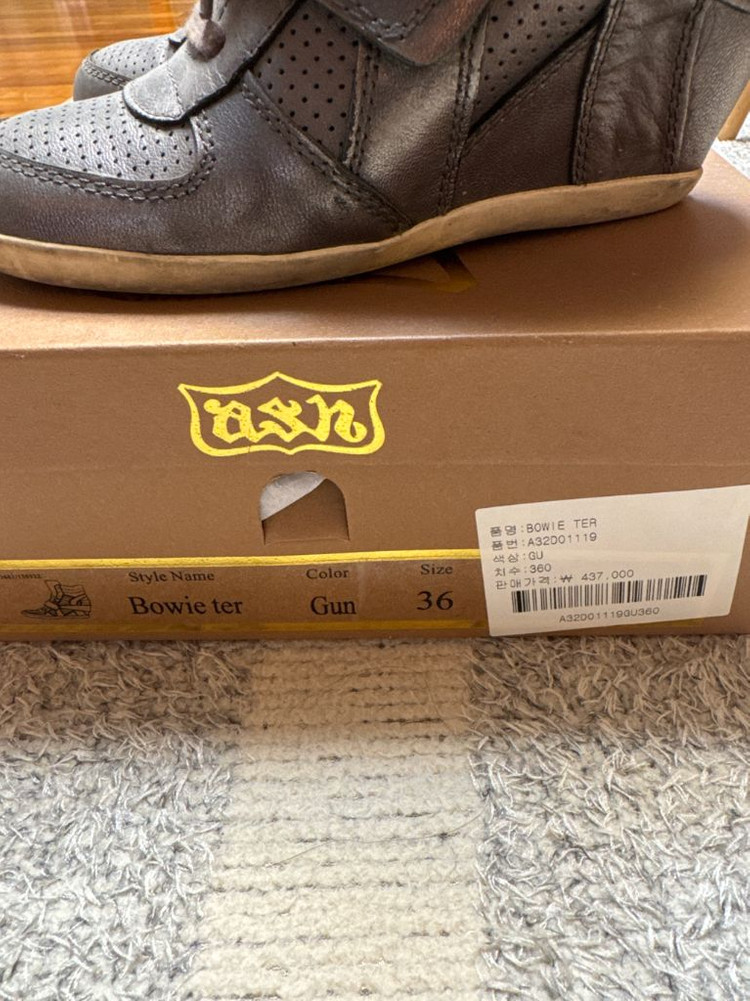 ash
Style Name Color Size
Bowie ter Gun 36
품명:BOWIE TER
품번:A32D01119
색상:GU
치수:360
판매가격:₩ 437,000
A32D01119GU360